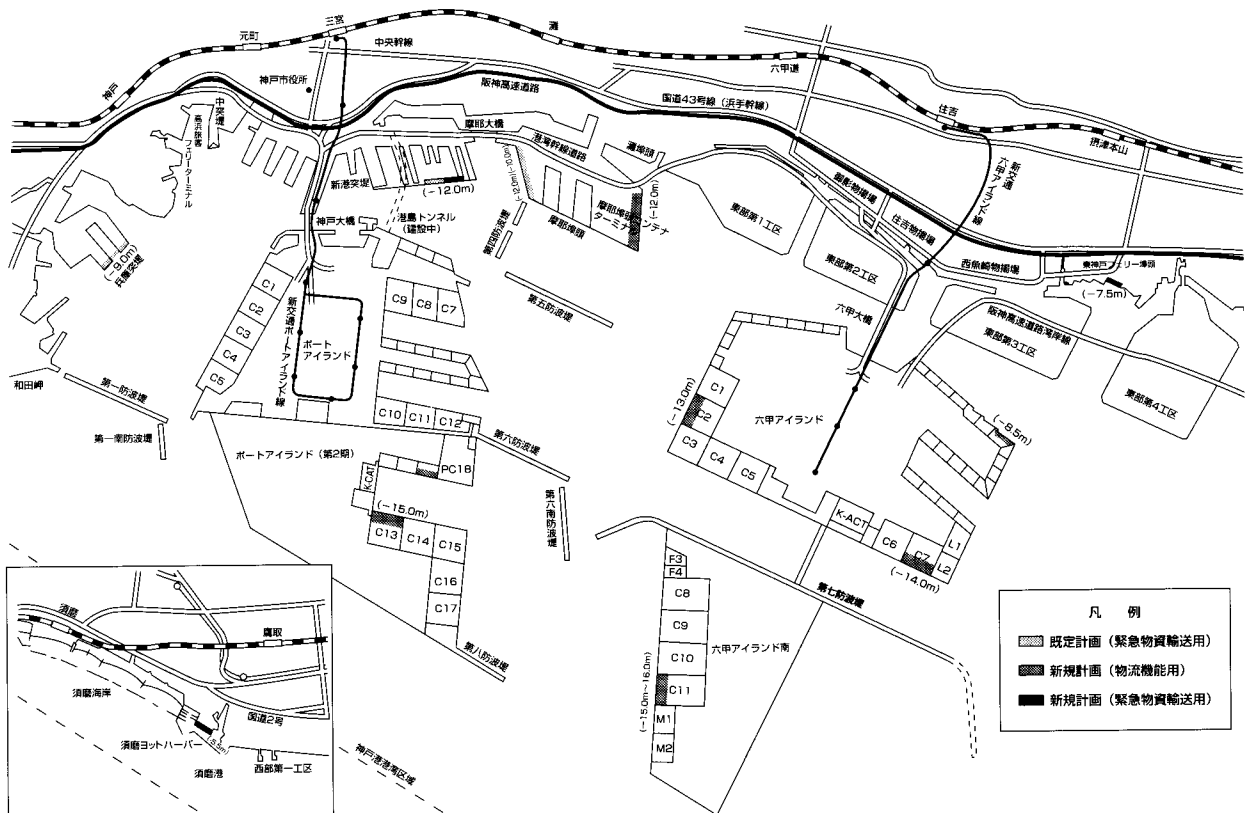 三宮
元町
灘
中央幹線
神戸
神戸市役所
六甲道
阪神高速道路
国道43号線（浜手幹線）
住吉
摂津本山
中突堤
高浜旅客
フェリーターミナル
摩耶大橋
港湾幹線道路
灘埠頭
新港突堤
(−12.0m)
(−12.0m)(−10.0m)
(−12.0m)
神戸大橋
港島トンネル
（建設中）
第四防波堤
摩耶埠頭
摩耶埠頭コンテナ
ターミナル
東部第1工区
御影物揚場
住吉物揚場
新交通
六甲アイランド線
西魚崎物揚場
東神戸フェリー埠頭
(−7.5m)
(−9.0m)
兵庫突堤
東部第2工区
六甲大橋
阪神高速道路湾岸線
東部第3工区
東部第4工区
C1
C2
C3
C4
C5
新交通ポートアイランド線
ポート
アイランド
C9
C8
C7
第五防波堤
和田岬
第一防波堤
第一南防波堤
C10
C11
C12
第六防波堤
ポートアイランド（第2期）
K-CAT
PC18
(−15.0m)
C13
C14
C15
C16
C17
第六南防波堤
第八防波堤
C1
C2
(−13.0m)
C3
C4
C5
六甲アイランド
(−8.5m)
K-ACT
C6
C7
L1
L2
(−14.0m)
第七防波堤
F3
F4
C8
C9
C10
C11
六甲アイランド南
(−15.0m〜16.0m)
M1
M2
須磨
鷹取
須磨海岸
国道2号
須磨ヨットハーバー
(-5.5m)
須磨港
西部第一工区
神戸港港湾区域
凡例
既定計画（緊急物資輸送用）
新規計画（物流機能用）
新規計画（緊急物資輸送用）